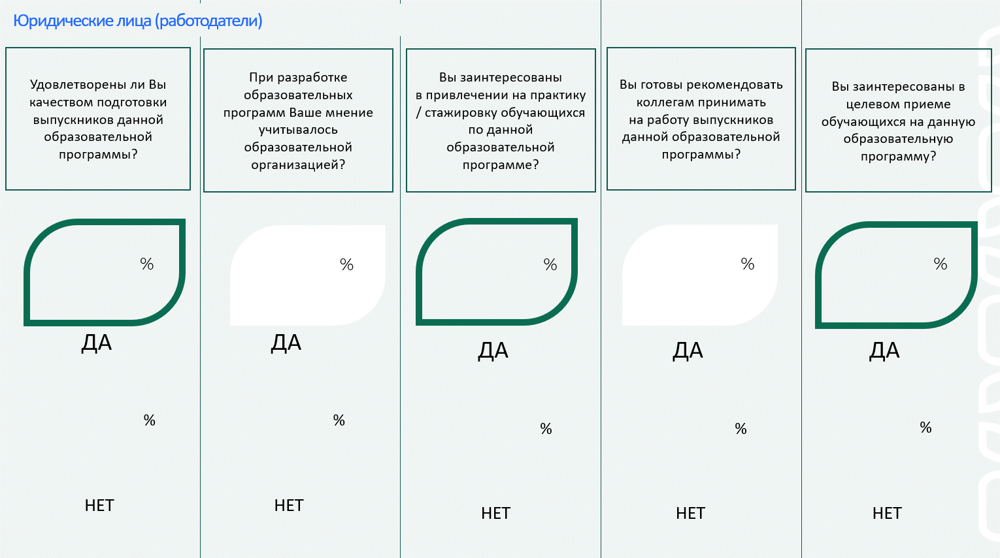 Юридические лица (работодатели)
Удовлетворены ли Вы
качеством подготовки
выпускников данной
образовательной
программы?
При разработке
образовательных
программ Ваше мнение
учитывалось
образовательной
организацией?
Вы заинтересованы
в привлечении на практику
/ стажировку обучающихся
по данной
образовательной
программе?
Вы готовы рекомендовать
коллегам принимать
на работу выпускников
данной образовательной
программы?
Вы заинтересованы в
целевом приеме
обучающихся на данную
образовательную
программу?
%
%
%
%
%
ДА
ДА
ДА
ДА
ДА
%
%
%
%
%
НЕТ
НЕТ
НЕТ
НЕТ
НЕТ